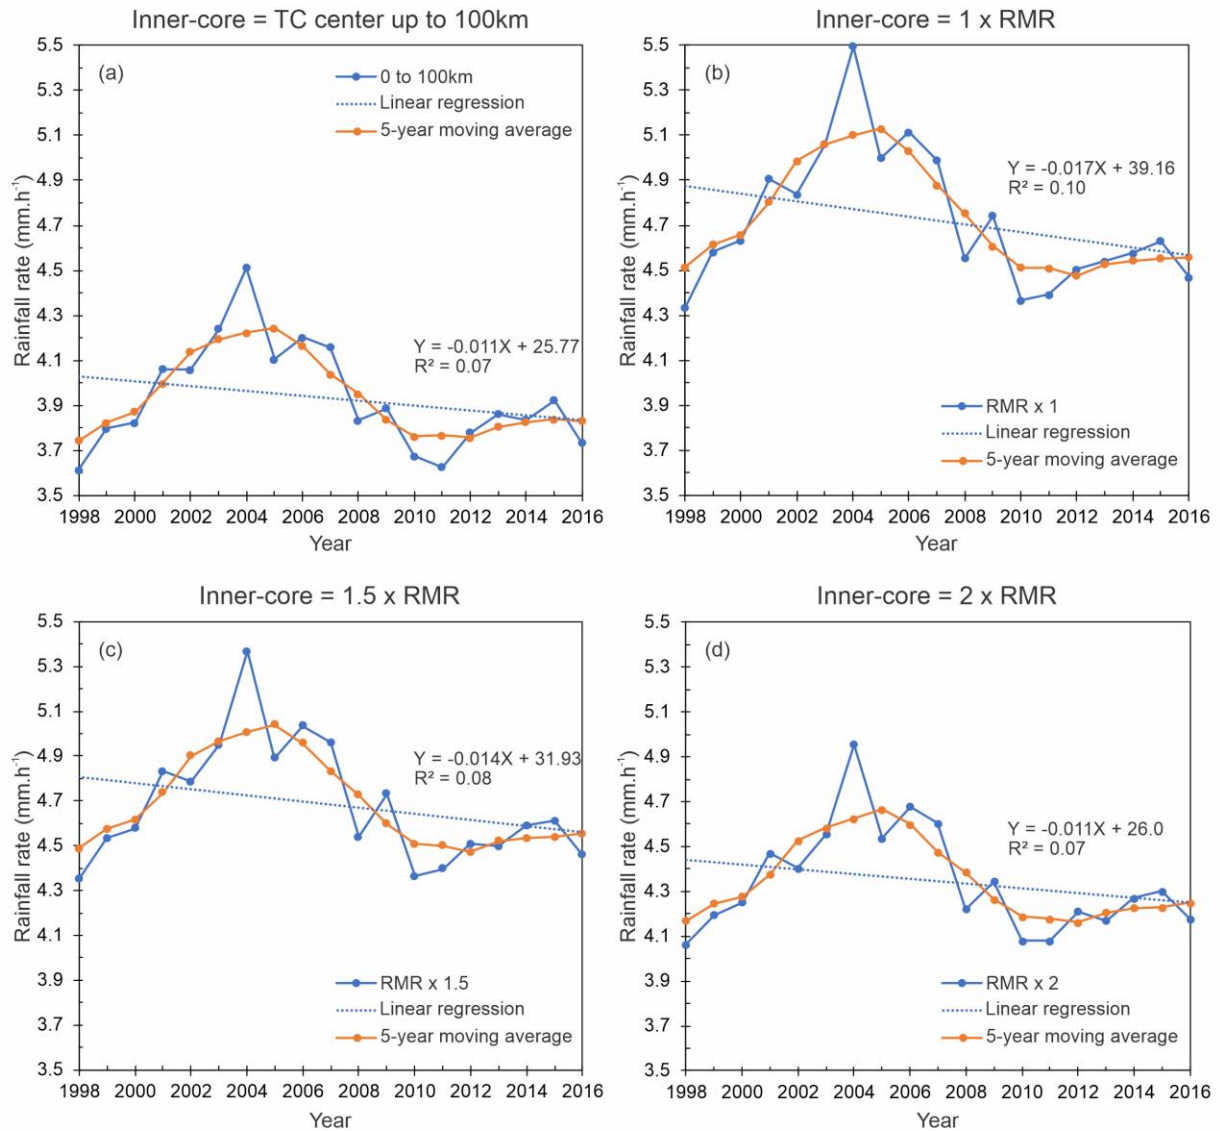 Inner-core = TC center up to 100km
(a)
0 to 100km
Linear regression
5-year moving average
Y = -0.011X + 25.77
R² = 0.07
Rainfall rate (mm.h⁻¹)
5.5
5.3
5.1
4.9
4.7
4.5
4.3
4.1
3.9
3.7
3.5
1998 2000 2002 2004 2006 2008 2010 2012 2014 2016
Year
Inner-core = 1 x RMR
(b)
Y = -0.017X + 39.16
R² = 0.10
RMR x 1
Linear regression
5-year moving average
Rainfall rate (mm.h⁻¹)
5.5
5.3
5.1
4.9
4.7
4.5
4.3
4.1
3.9
3.7
3.5
1998 2000 2002 2004 2006 2008 2010 2012 2014 2016
Year
Inner-core = 1.5 x RMR
(c)
Y = -0.014X + 31.93
R² = 0.08
RMR x 1.5
Linear regression
5-year moving average
Rainfall rate (mm.h⁻¹)
5.5
5.3
5.1
4.9
4.7
4.5
4.3
4.1
3.9
3.7
3.5
1998 2000 2002 2004 2006 2008 2010 2012 2014 2016
Year
Inner-core = 2 x RMR
(d)
Y = -0.011X + 26.0
R² = 0.07
RMR x 2
Linear regression
5-year moving average
Rainfall rate (mm.h⁻¹)
5.5
5.3
5.1
4.9
4.7
4.5
4.3
4.1
3.9
3.7
3.5
1998 2000 2002 2004 2006 2008 2010 2012 2014 2016
Year